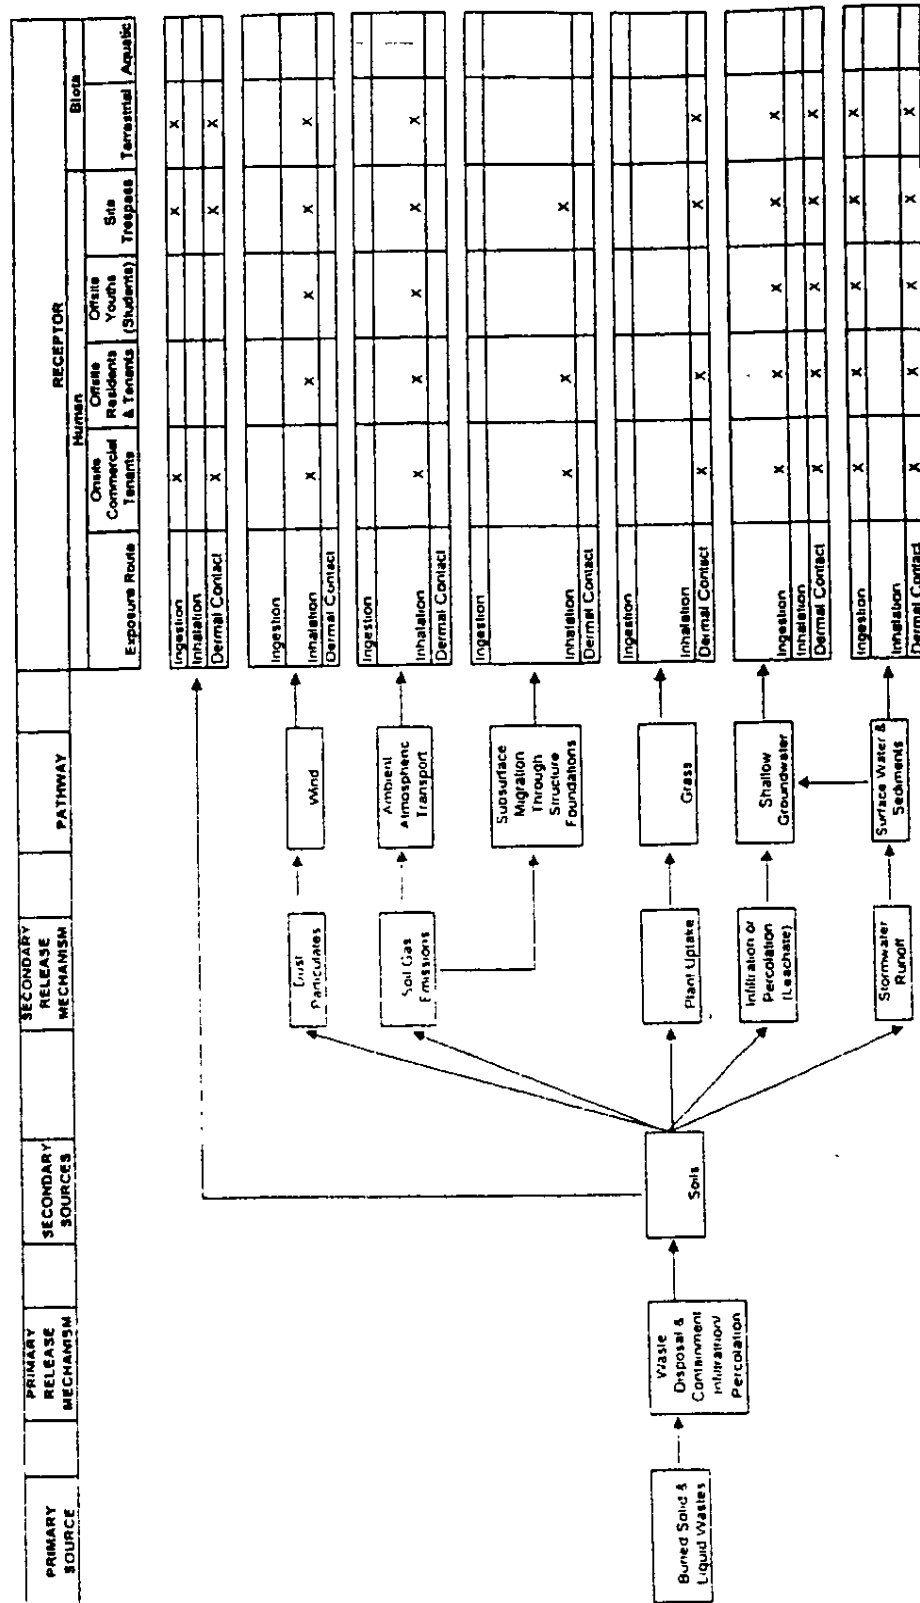 PRIMARY
SOURCE
PRIMARY
RELEASE
MECHANISM
SECONDARY
SOURCES
SECONDARY
RELEASE
MECHANISM
PATHWAY
RECEPTOR
Human
Biota
Exposure Route
Onsite
Commercial
Tenants
Offsite
Residents
& Tenants
Offsite
Youths
(Students)
Site
Trespass
Terrestrial
Aquatic
Buried Solid &
Liquid Wastes
Waste
Disposal &
Containment
Infiltration/
Percolation
Soils
Ingestion X X X
Inhalation
Dermal Contact X X X
Dust
Particulates
Wind
Ingestion
Inhalation X X X X X
Dermal Contact
Soil Gas
Emissions
Ambient
Atmospheric
Transport
Ingestion
Inhalation X X X X X
Dermal Contact
Subsurface
Migration
Through
Structure
Foundations
Ingestion
Inhalation X X X
Dermal Contact
Plant Uptake
Grass
Ingestion
Inhalation
Dermal Contact X X X X
Infiltration or
Percolation
(Leachate)
Shallow
Groundwater
Ingestion X X X X X
Inhalation
Dermal Contact X X X X X
Stormwater
Runoff
Surface Water &
Sediments
Ingestion X X X X X
Inhalation
Dermal Contact X X X X X